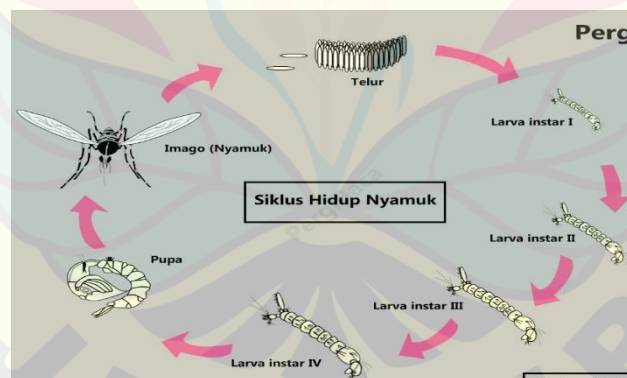 Perg
Telur
Larva instar I
Imago (Nyamuk)
Siklus Hidup Nyamuk
Larva instar II
Pupa
Larva instar III
Larva instar IV